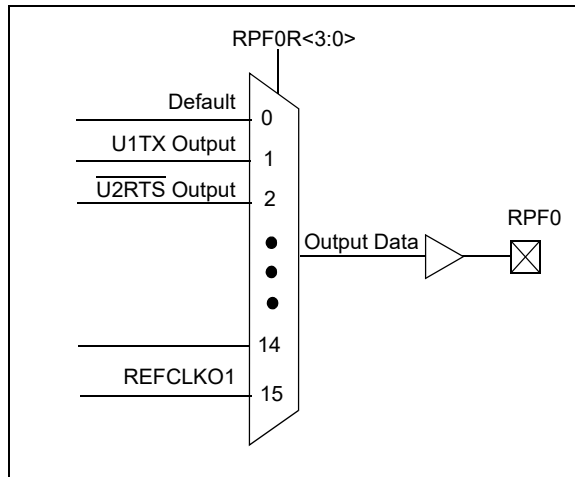 RPF0R<3:0>
Default
0
U1TX Output
1
U2RTS Output
2
Output Data
RPF0
14
REFCLKO1
15